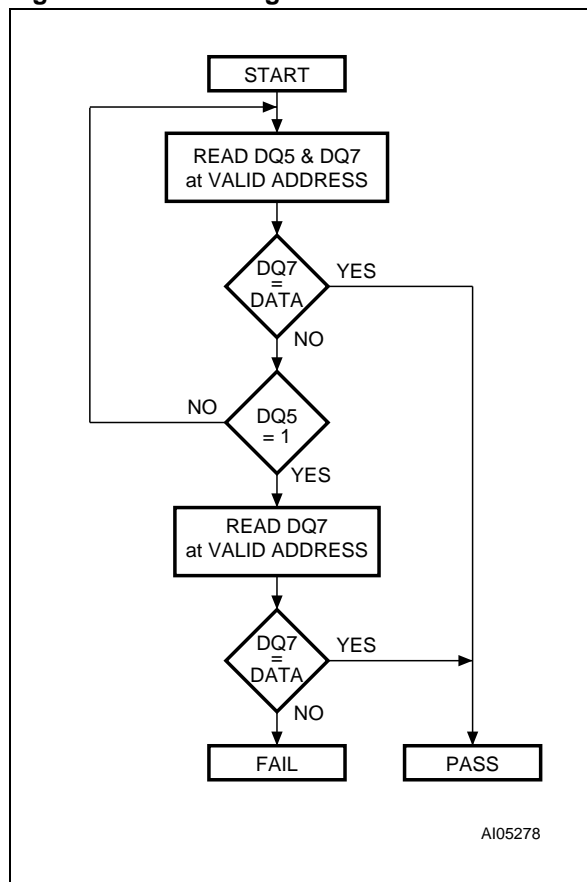 START
READ DQ5 & DQ7
at VALID ADDRESS
DQ7
=
DATA
YES
NO
NO
DQ5
= 1
YES
READ DQ7
at VALID ADDRESS
DQ7
=
DATA
YES
NO
FAIL
PASS
AI05278